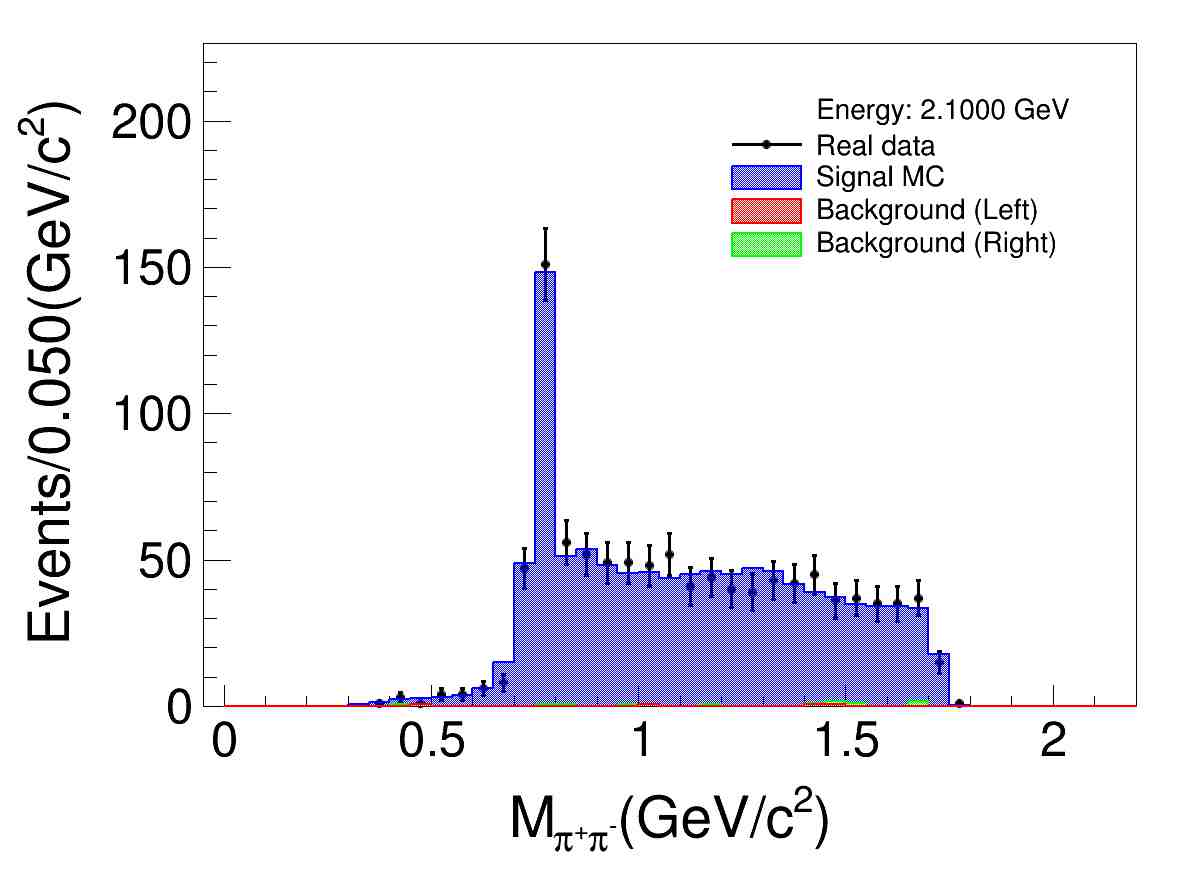 Events/0.050(GeV/c²)
200
150
100
50
0
Energy: 2.1000 GeV
Real data
Signal MC
Background (Left)
Background (Right)
0 0.5 1 1.5 2
M_π⁺π⁻(GeV/c²)